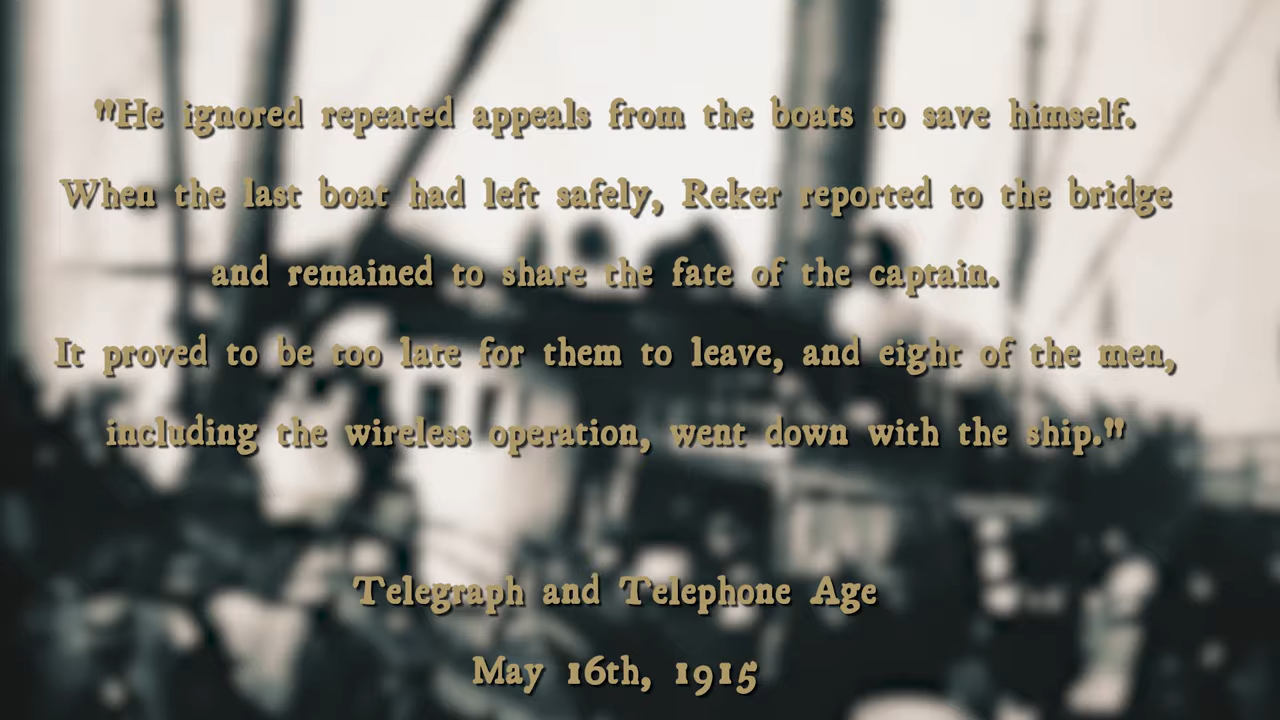 "He ignored repeated appeals from the boats to save himself.
When the last boat had left safely, Reker reported to the bridge
and remained to share the fate of the captain.
It proved to be too late for them to leave, and eight of the men,
including the wireless operation, went down with the ship."
Telegraph and Telephone Age
May 16th, 1915